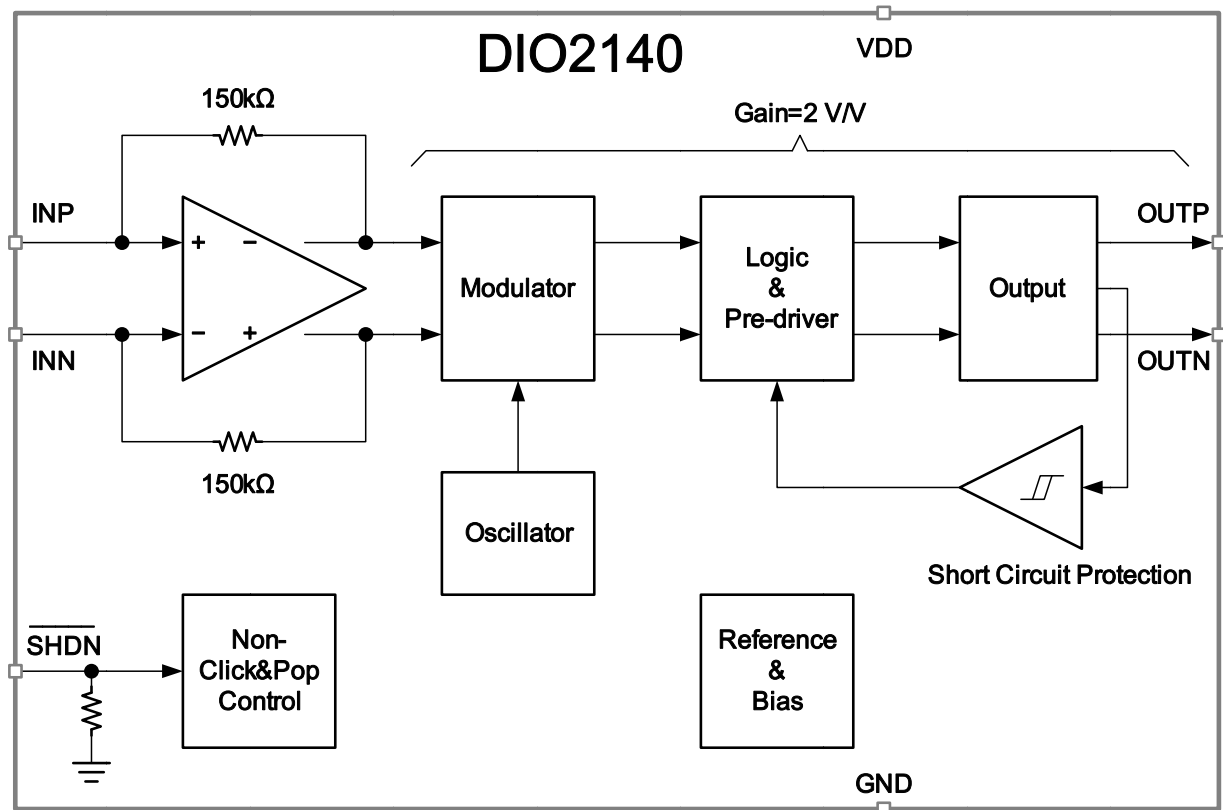 DIO2140
VDD
150kΩ
Gain=2 V/V
INP
OUTP
+ −
Modulator
Logic
&
Pre-driver
Output
− +
INN
OUTN
150kΩ
Oscillator
Short Circuit Protection
SHDN
Non-
Click&Pop
Control
Reference
&
Bias
GND